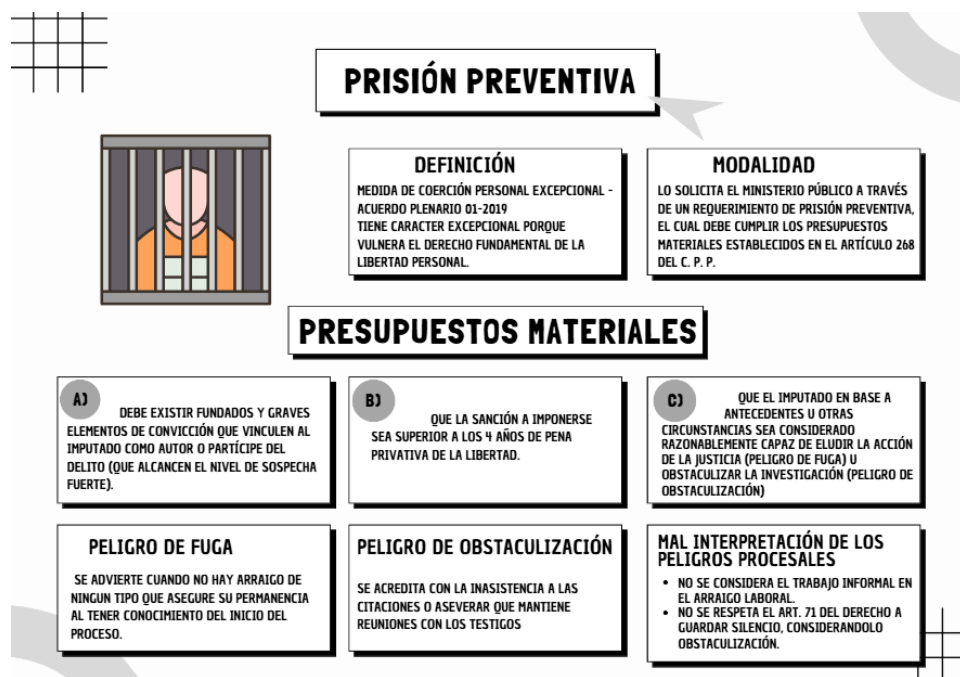 PRISIÓN PREVENTIVA
DEFINICIÓN
MEDIDA DE COERCIÓN PERSONAL EXCEPCIONAL -
ACUERDO PLENARIO 01-2019
TIENE CARACTER EXCEPCIONAL PORQUE
VULNERA EL DERECHO FUNDAMENTAL DE LA
LIBERTAD PERSONAL.
MODALIDAD
LO SOLICITA EL MINISTERIO PÚBLICO A TRAVÉS
DE UN REQUERIMIENTO DE PRISIÓN PREVENTIVA,
EL CUAL DEBE CUMPLIR LOS PRESUPUESTOS
MATERIALES ESTABLECIDOS EN EL ARTÍCULO 268
DEL C. P. P.
PRESUPUESTOS MATERIALES
A)
DEBE EXISTIR FUNDADOS Y GRAVES
ELEMENTOS DE CONVICCIÓN QUE VINCULEN AL
IMPUTADO COMO AUTOR O PARTÍCIPE DEL
DELITO (QUE ALCANCEN EL NIVEL DE SOSPECHA
FUERTE).
B)
QUE LA SANCIÓN A IMPONERSE
SEA SUPERIOR A LOS 4 AÑOS DE PENA
PRIVATIVA DE LA LIBERTAD.
C)
QUE EL IMPUTADO EN BASE A
ANTECEDENTES U OTRAS
CIRCUNSTANCIAS SEA CONSIDERADO
RAZONABLEMENTE CAPAZ DE ELUDIR LA ACCIÓN
DE LA JUSTICIA (PELIGRO DE FUGA) U
OBSTACULIZAR LA INVESTIGACIÓN (PELIGRO DE
OBSTACULIZACIÓN)
PELIGRO DE FUGA
SE ADVIERTE CUANDO NO HAY ARRAIGO DE
NINGUN TIPO QUE ASEGURE SU PERMANENCIA
AL TENER CONOCIMIENTO DEL INICIO DEL
PROCESO.
PELIGRO DE OBSTACULIZACIÓN
SE ACREDITA CON LA INASISTENCIA A LAS
CITACIONES O ASEVERAR QUE MANTIENE
REUNIONES CON LOS TESTIGOS
MAL INTERPRETACIÓN DE LOS
PELIGROS PROCESALES
• NO SE CONSIDERA EL TRABAJO INFORMAL EN
EL ARRAIGO LABORAL.
• NO SE RESPETA EL ART. 71 DEL DERECHO A
GUARDAR SILENCIO, CONSIDERANDOLO
OBSTACULIZACIÓN.